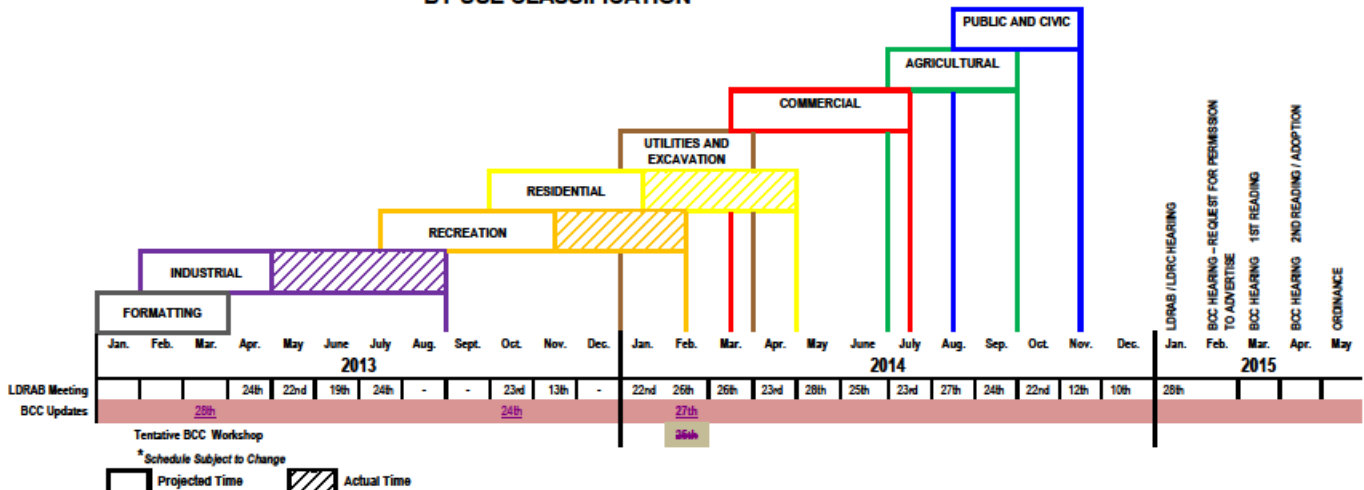 BY USE CLASSIFICATION
PUBLIC AND CIVIC
AGRICULTURAL
COMMERCIAL
UTILITIES AND
EXCAVATION
RESIDENTIAL
RECREATION
INDUSTRIAL
FORMATTING
LDRAB / LDRC HEARING
BCC HEARING – REQUEST FOR PERMISSION
TO ADVERTISE
BCC HEARING 1ST READING
BCC HEARING 2ND READING / ADOPTION
ORDINANCE
Jan. Feb. Mar. Apr. May June July Aug. Sept. Oct. Nov. Dec. Jan. Feb. Mar. Apr. May June July Aug. Sep. Oct. Nov. Dec. Jan. Feb. Mar. Apr. May
2013 2014 2015
LDRAB Meeting 24th 22nd 19th 24th - - 23rd 13th - 22nd 26th 26th 23rd 28th 25th 23rd 27th 24th 22nd 12th 10th 28th
BCC Updates 28th 24th 27th
Tentative BCC Workshop
*Schedule Subject to Change
Projected Time Actual Time